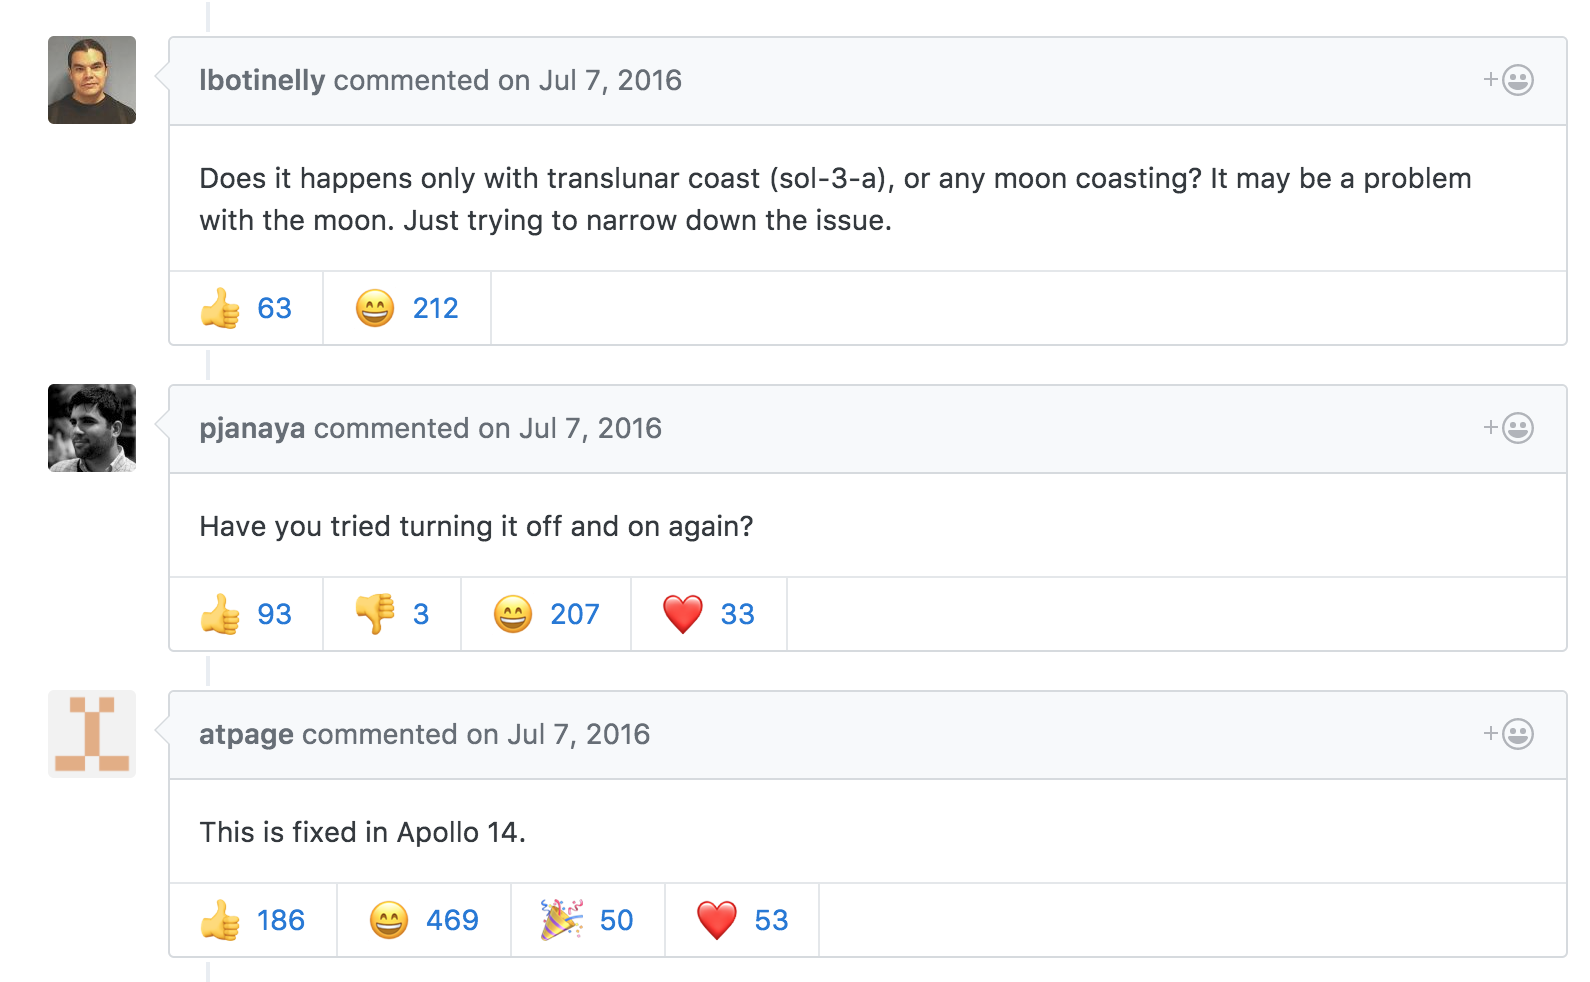 lbotinelly commented on Jul 7, 2016
Does it happens only with translunar coast (sol-3-a), or any moon coasting? It may be a problem
with the moon. Just trying to narrow down the issue.
63 212
pjanaya commented on Jul 7, 2016
Have you tried turning it off and on again?
93 3 207 33
atpage commented on Jul 7, 2016
This is fixed in Apollo 14.
186 469 50 53